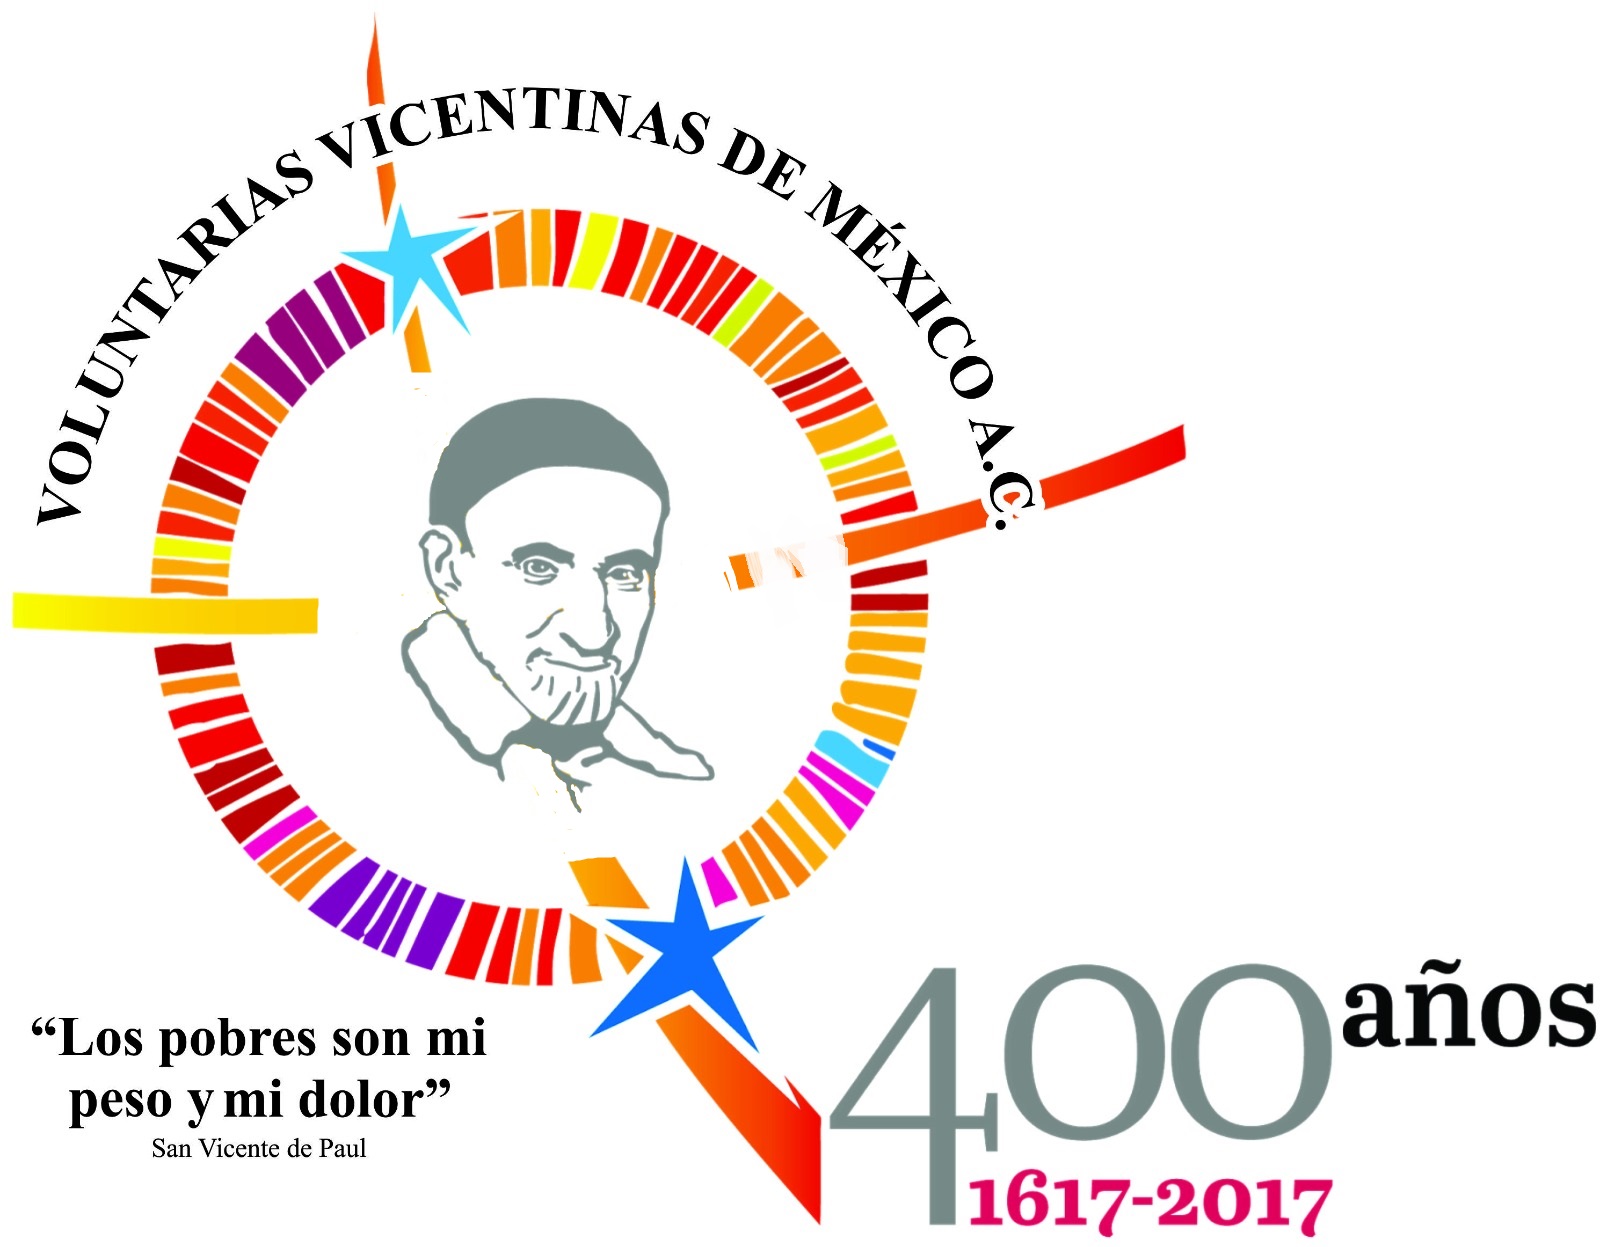 VOLUNTARIAS VICENTINAS DE MÉXICO A.C.
“Los pobres son mi
peso y mi dolor”
San Vicente de Paul
400 años
1617-2017